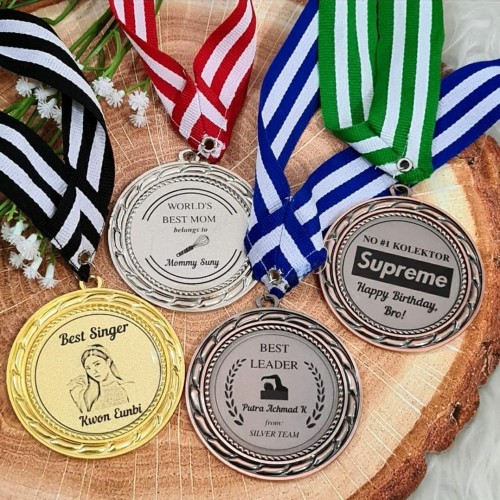 WORLD'S
BEST MOM
belongs to
Mommy Suny
NO #1 KOLEKTOR
Supreme
Happy Birthday,
Bro!
Best Singer
Kwon Eunbi
BEST
LEADER
Putra Achmad K
from:
SILVER TEAM